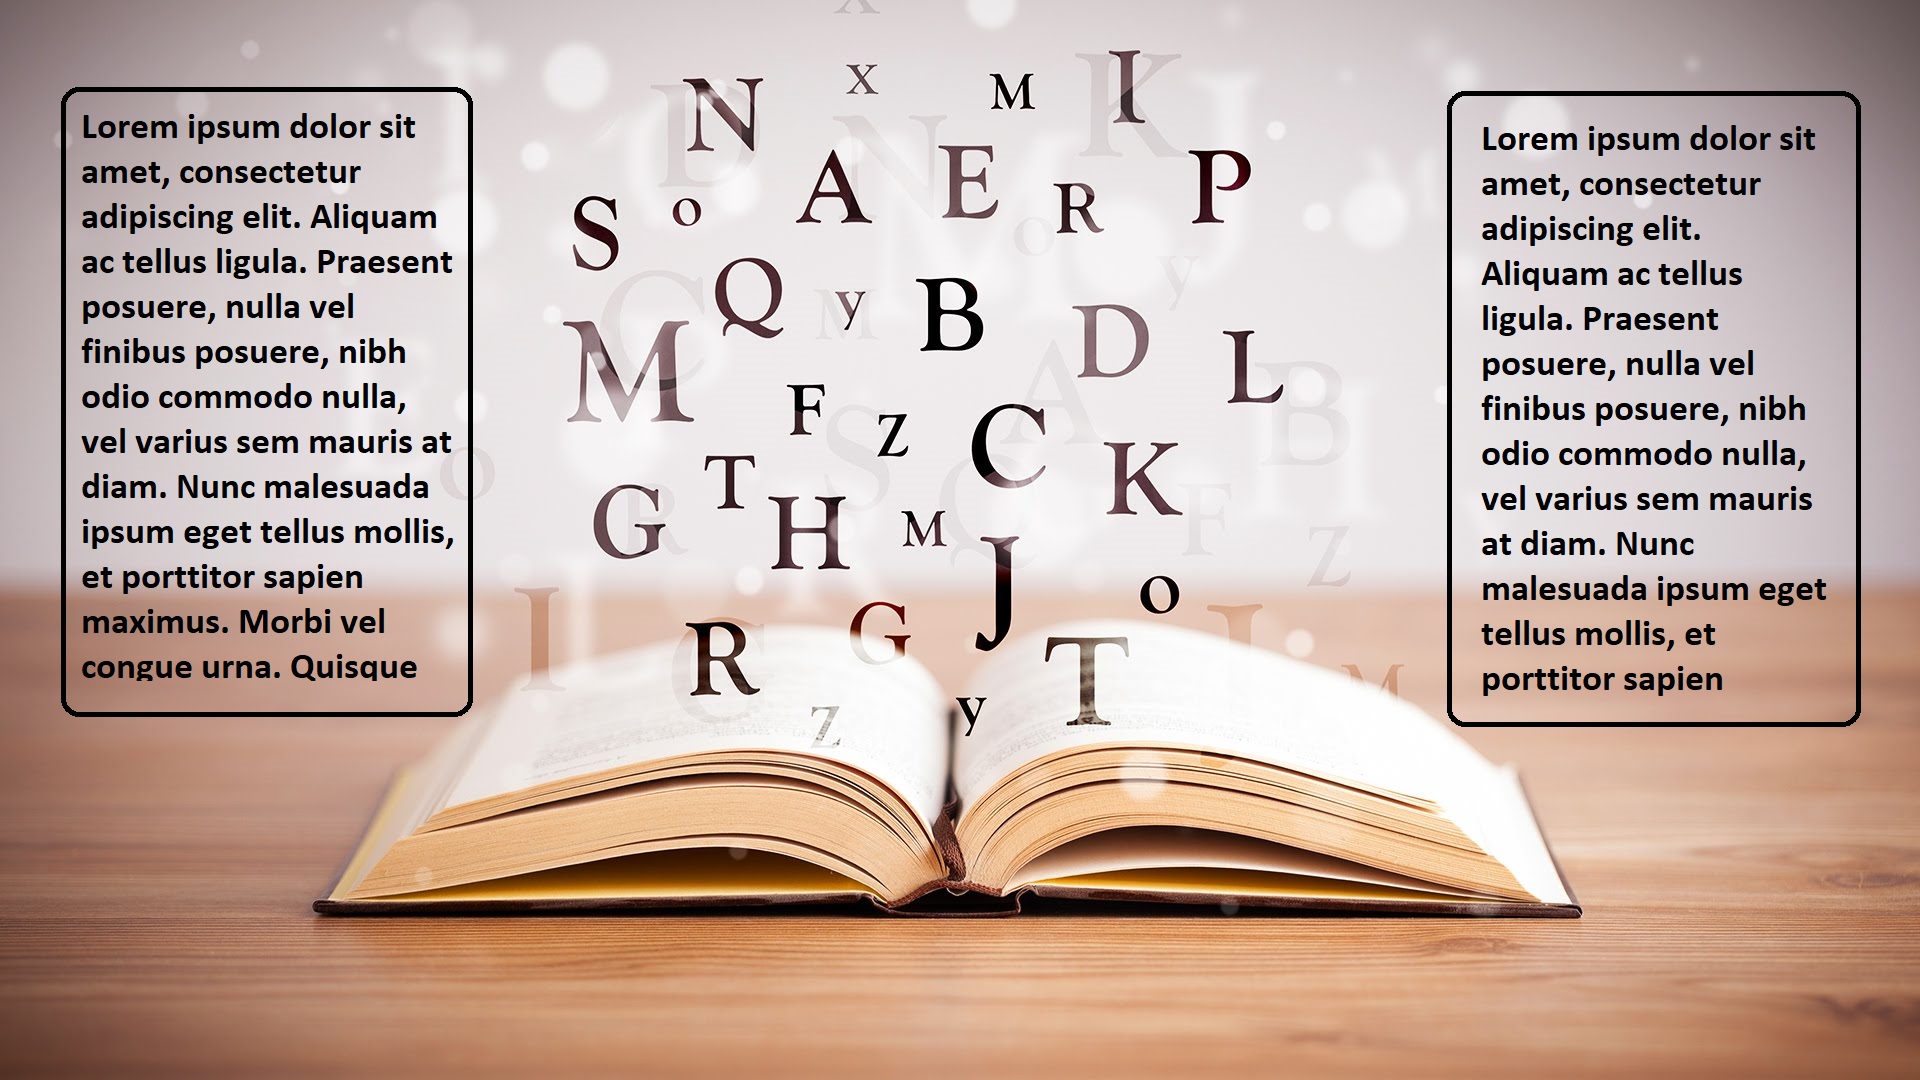 Lorem ipsum dolor sit
amet, consectetur
adipiscing elit. Aliquam
ac tellus ligula. Praesent
posuere, nulla vel
finibus posuere, nibh
odio commodo nulla,
vel varius sem mauris at
diam. Nunc malesuada
ipsum eget tellus mollis,
et porttitor sapien
maximus. Morbi vel
congue urna. Quisque
N x M I
A E R P
S o
Q y B D L
M
F z C K
G T H M
J o
R G T
z y
Lorem ipsum dolor sit
amet, consectetur
adipiscing elit.
Aliquam ac tellus
ligula. Praesent
posuere, nulla vel
finibus posuere, nibh
odio commodo nulla,
vel varius sem mauris
at diam. Nunc
malesuada ipsum eget
tellus mollis, et
porttitor sapien